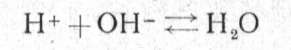 H⁺ + OH⁻ ⇄ H₂O